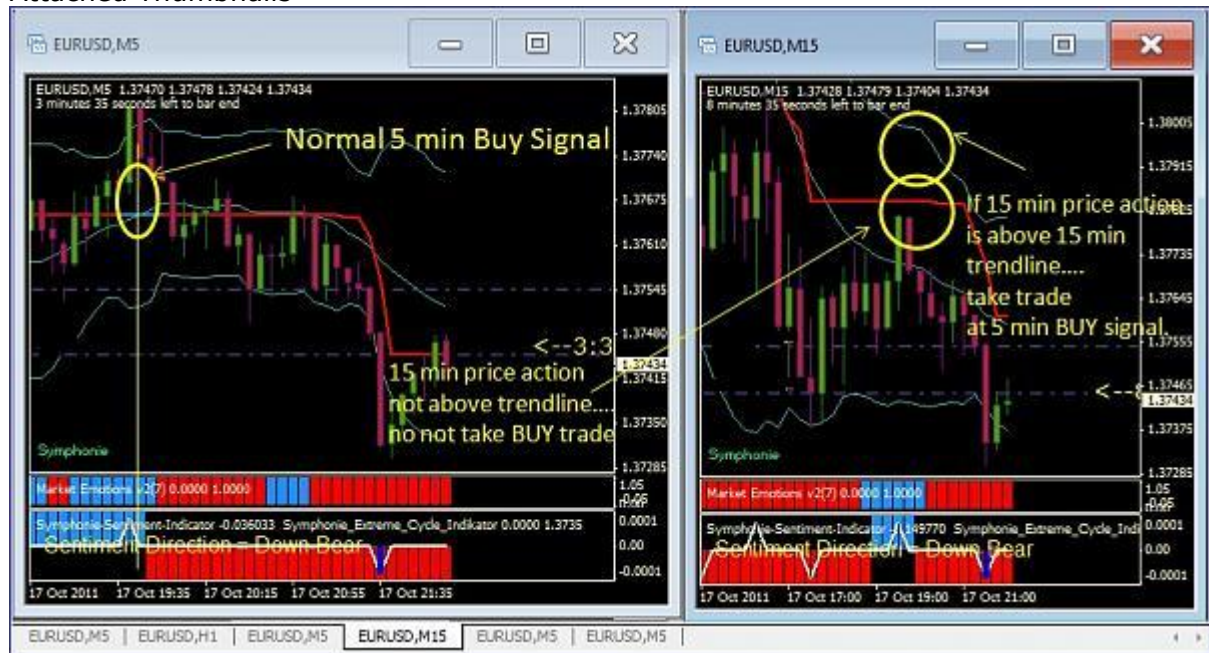 Attached Thumbnails
EURUSD,M5
EURUSD,M5 1.37470 1.37478 1.37424 1.37434
3 minutes 35 seconds left to bar end
Normal 5 min Buy Signal
<--3:3
15 min price action
not above trendline....
no not take BUY trade
Symphonie
1.37805
1.37740
1.37675
1.37610
1.37545
1.37480
1.37434
1.37415
1.37350
1.37285
Market Emotions v2(7) 0.0000 1.0000
1.05
Symphonie-Sentiment-Indicator -0.036033 Symphonie_Extreme_Cycle_Indikator 0.0000 1.3735
Sentiment Direction = Down-Bear
0.0001
0.00
-0.0001
17 Oct 2011 17 Oct 19:35 17 Oct 20:15 17 Oct 20:55 17 Oct 21:35
EURUSD,M15
EURUSD,M15 1.37428 1.37479 1.37404 1.37434
8 minutes 35 seconds left to bar end
If 15 min price action
is above 15 min
trendline....
take trade
at 5 min BUY signal.
Symphonie
1.38005
1.37915
1.37735
1.37645
1.37555
1.37465
1.37434
1.37375
1.37285
Market Emotions v2(7) 0.0000 1.0000
1.05
Symphonie-Sentiment-Indicator Symphonie_Extreme_Cycle_Indi
Sentiment Direction = Down-Bear
0.0001
0.00
-0.0001
17 Oct 2011 17 Oct 17:00 17 Oct 19:00 17 Oct 21:00
EURUSD,M5 EURUSD,H1 EURUSD,M5 EURUSD,M15 EURUSD,M5 EURUSD,M5